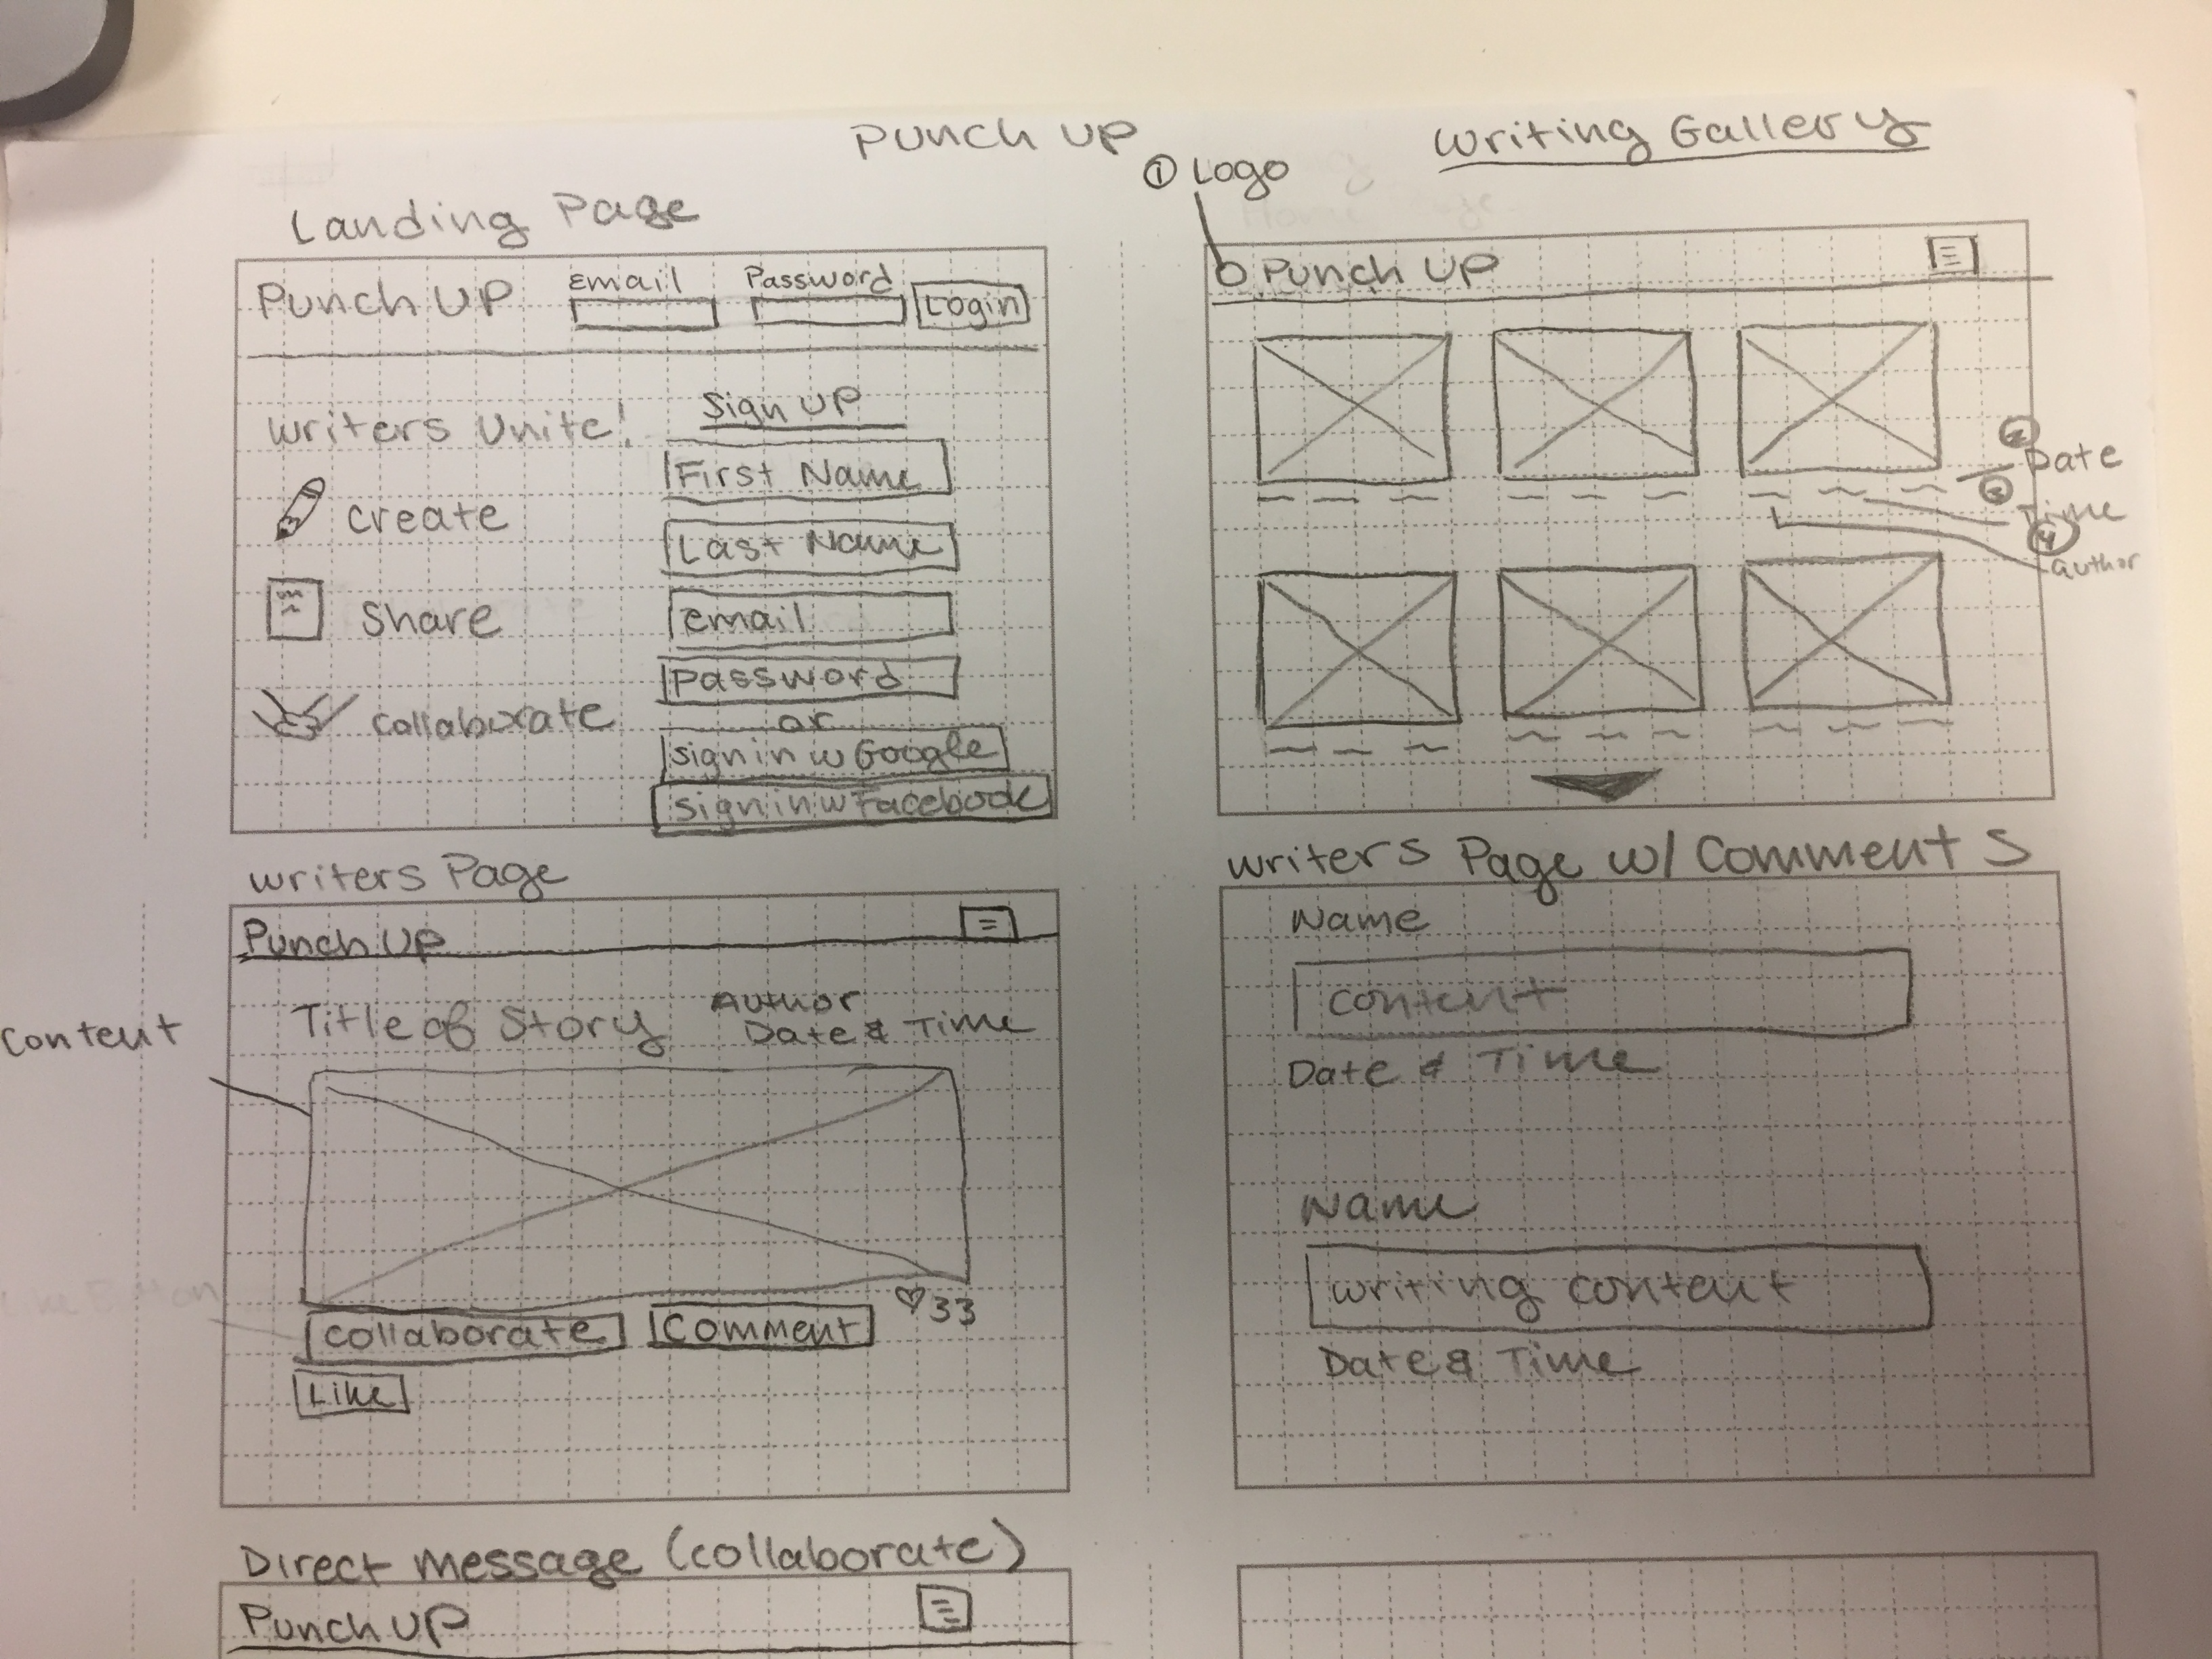 Punch Up
Writing Gallery
① Logo
Landing Page
Punch Up
Email
Password
Login
Writers Unite!
Create
Share
Collaborate
Sign Up
First Name
Last Name
email
Password
or
sign in w Google
sign in w Facebook
Punch Up
Date
③
Time
④
author
Writers Page
Punch Up
Title of Story
Author
Date & Time
Content
Collaborate
Comment
♡ 33
Like
Writers Page w/ Comments
Name
Content
Date & Time
Name
Writing content
Date & Time
Direct Message (collaborate)
Punch Up